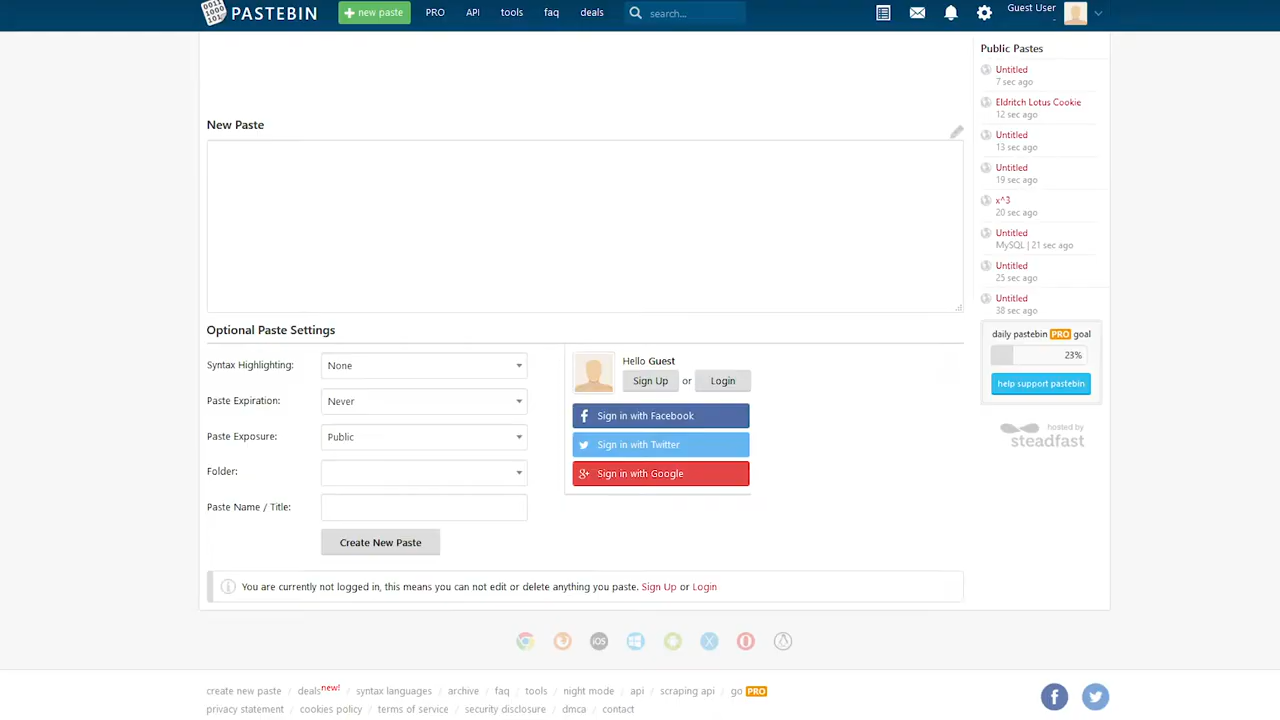 PASTEBIN
new paste PRO API tools faq deals search... Guest User
-
Public Pastes
Untitled
7 sec ago
Eldritch Lotus Cookie
12 sec ago
Untitled
13 sec ago
Untitled
19 sec ago
x^3
20 sec ago
Untitled
MySQL | 21 sec ago
Untitled
25 sec ago
Untitled
38 sec ago
daily pastebin PRO goal
23%
help support pastebin
hosted by
steadfast
New Paste
Optional Paste Settings
Syntax Highlighting: None
Paste Expiration: Never
Paste Exposure: Public
Folder:
Paste Name / Title:
Create New Paste
Hello Guest
Sign Up or Login
Sign in with Facebook
Sign in with Twitter
Sign in with Google
You are currently not logged in, this means you can not edit or delete anything you paste. Sign Up or Login
iOS
create new paste / deals new! / syntax languages / archive / faq / tools / night mode / api / scraping api / go PRO
privacy statement / cookies policy / terms of service / security disclosure / dmca / contact